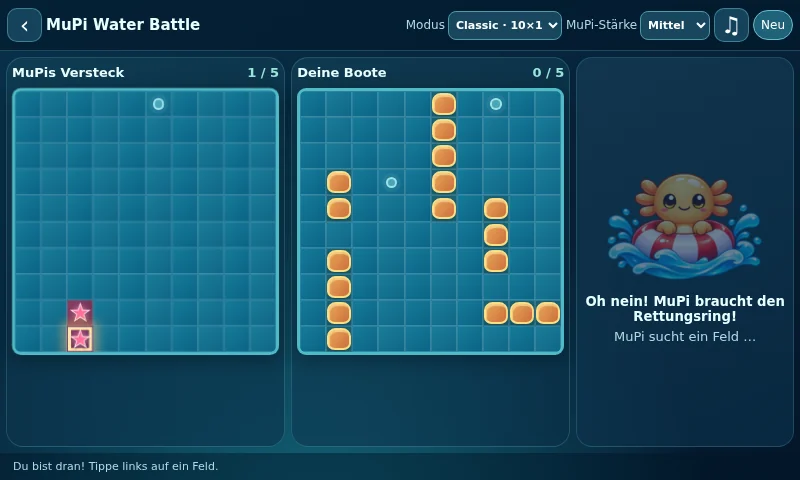 ‹ MuPi Water Battle
Modus Classic · 10×1 MuPi-Stärke Mittel ♫ Neu
MuPis Versteck 1 / 5
Deine Boote 0 / 5
Oh nein! MuPi braucht den
Rettungsring!
MuPi sucht ein Feld ...
Du bist dran! Tippe links auf ein Feld.